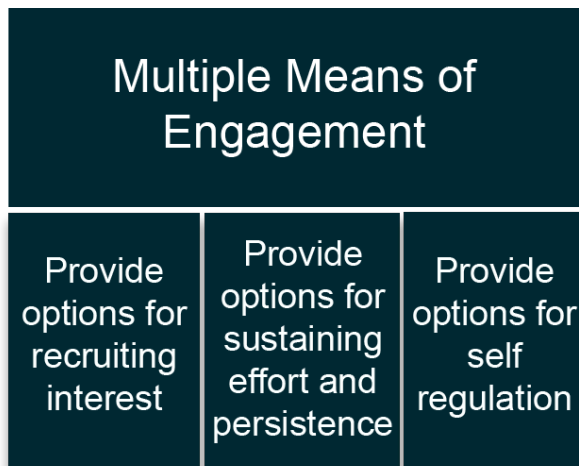 Multiple Means of
Engagement
Provide
options for
recruiting
interest
Provide
options for
sustaining
effort and
persistence
Provide
options for
self
regulation